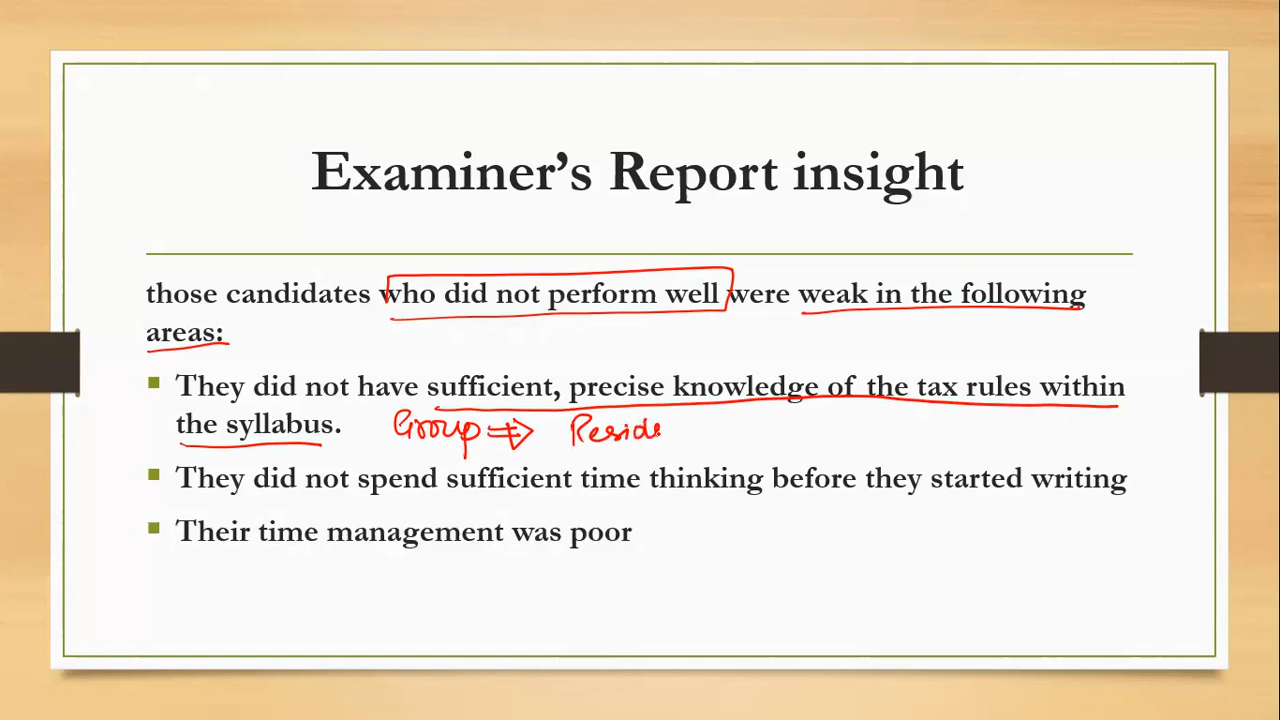 Examiner's Report insight
those candidates who did not perform well were weak in the following
areas:
They did not have sufficient, precise knowledge of the tax rules within
the syllabus. Group ⇒ Reside
They did not spend sufficient time thinking before they started writing
Their time management was poor